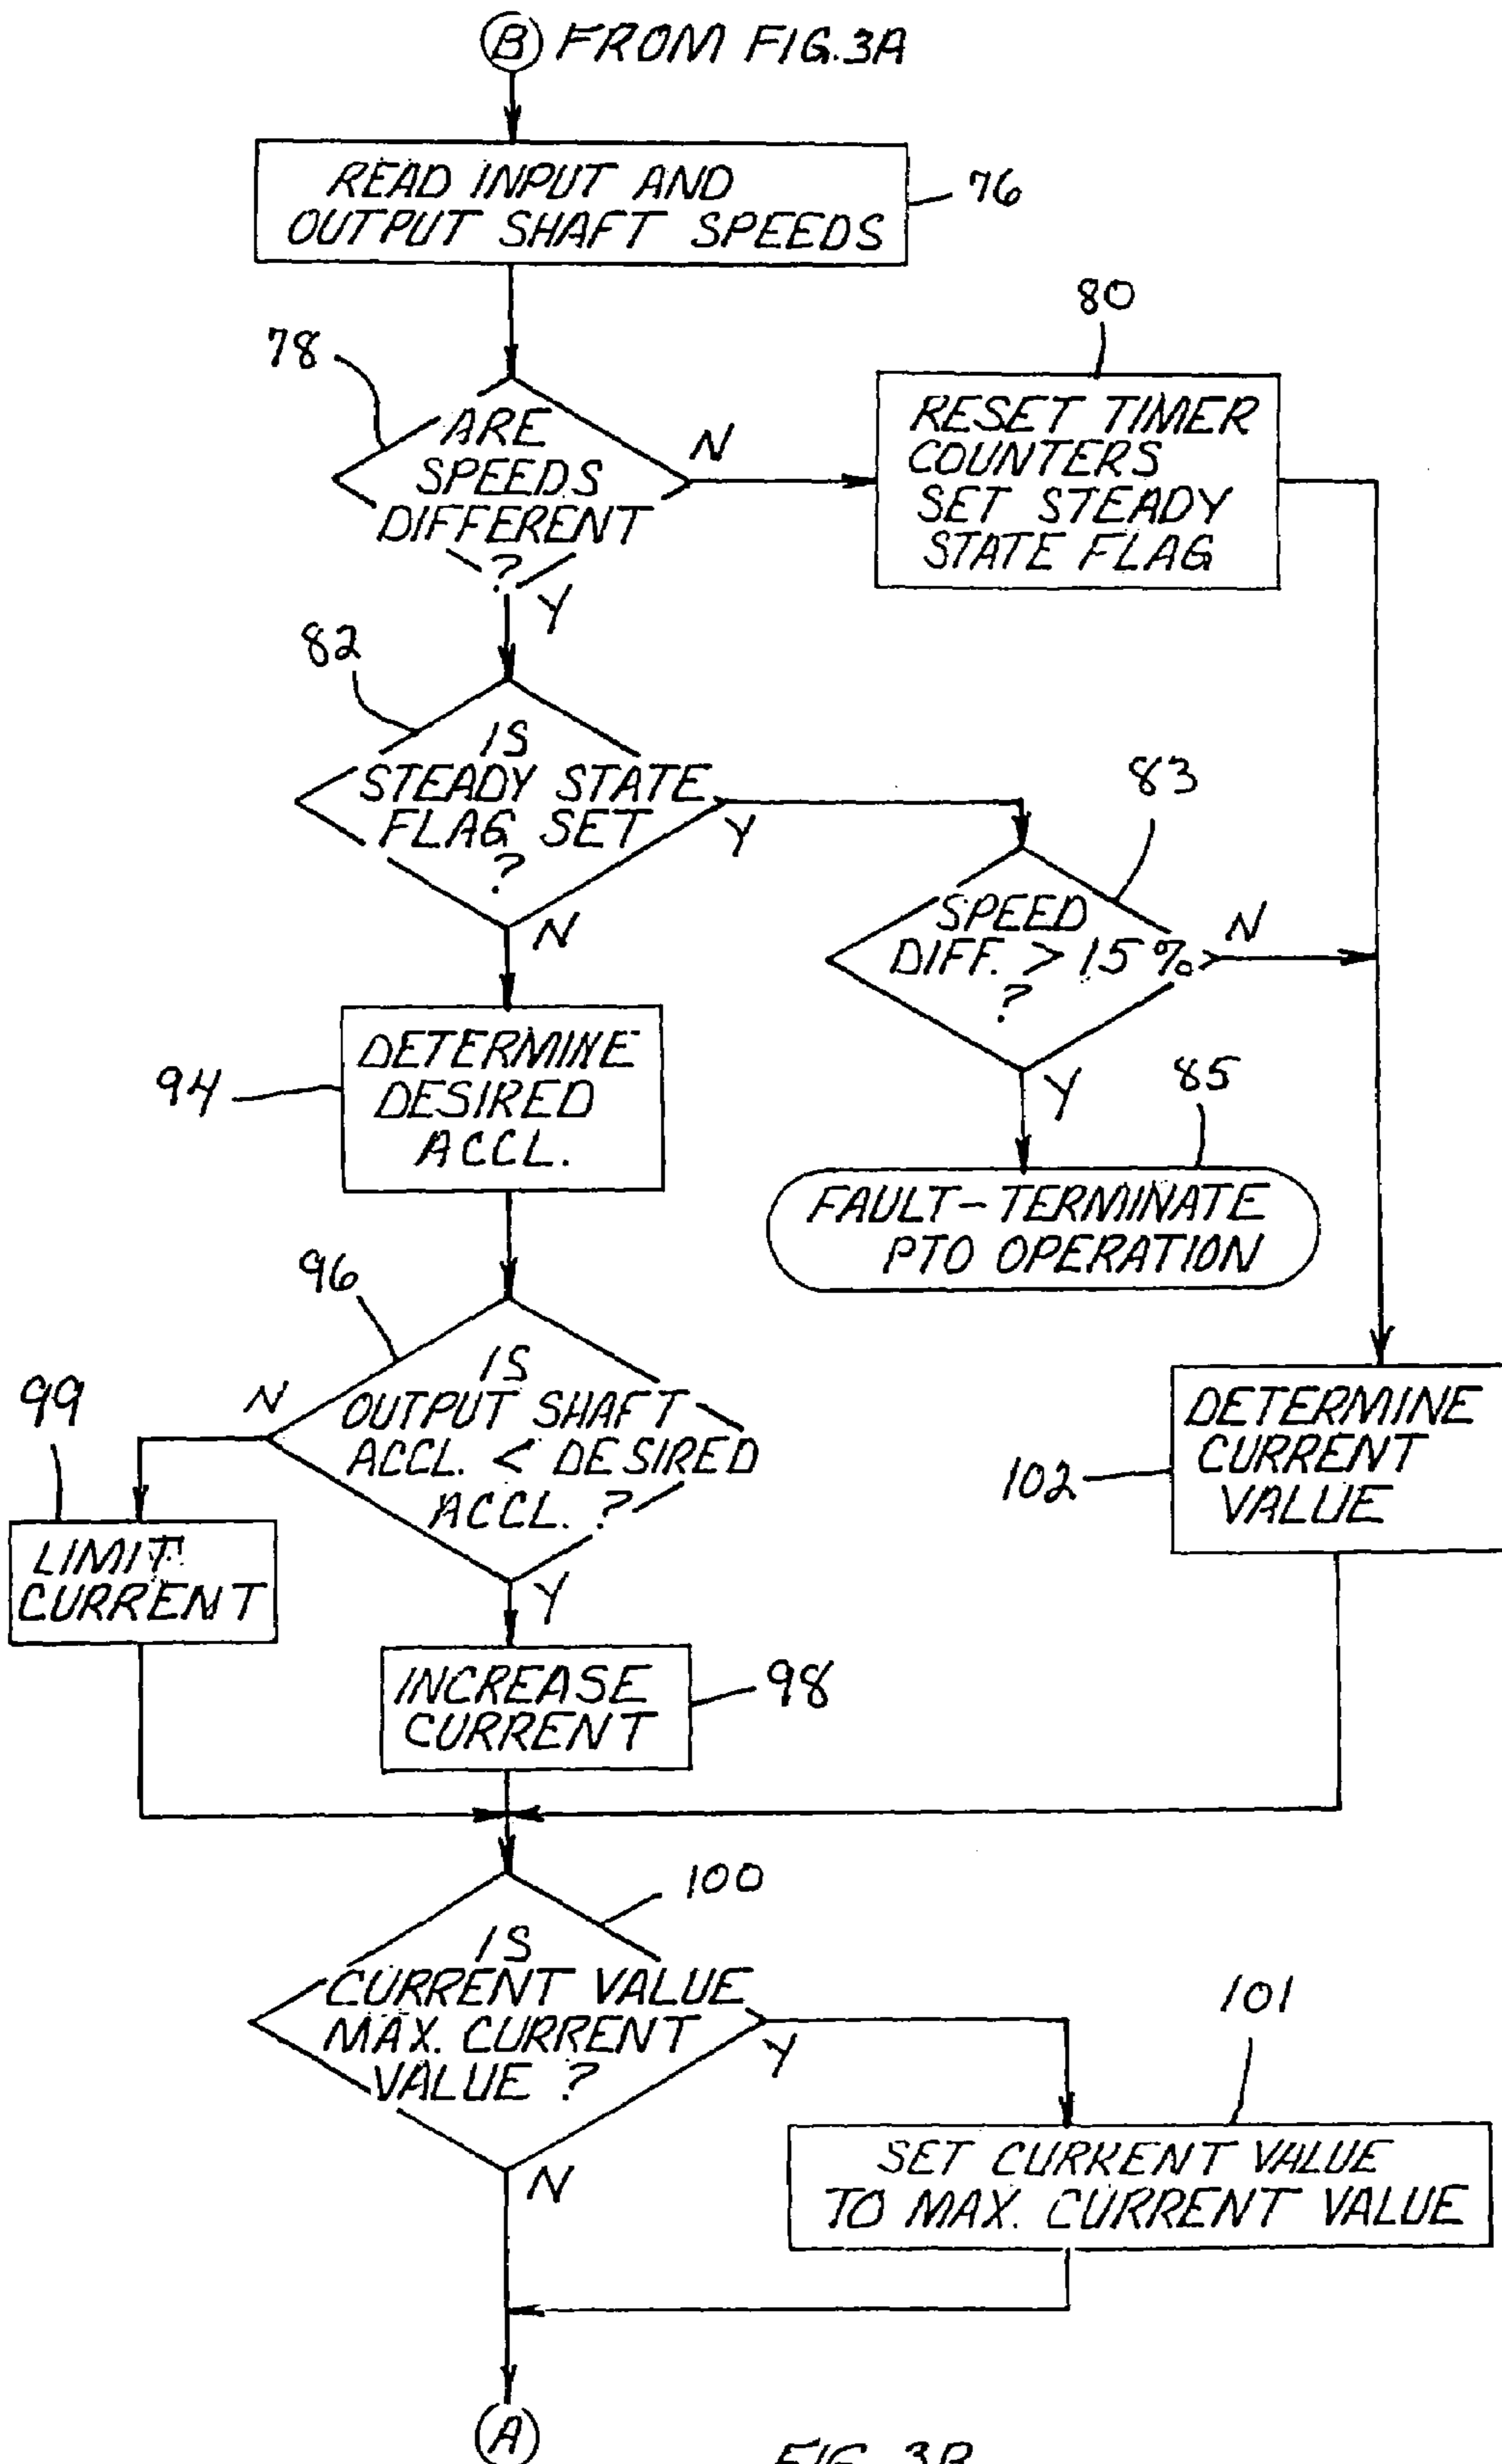 B FROM FIG. 3A
READ INPUT AND
OUTPUT SHAFT SPEEDS
76
78
ARE
SPEEDS
DIFFERENT
?
N
Y
80
RESET TIMER
COUNTERS
SET STEADY
STATE FLAG
82
IS
STEADY STATE
FLAG SET
?
Y
N
83
SPEED
DIFF. > 15%
?
N
Y
85
FAULT-TERMINATE
PTO OPERATION
94
DETERMINE
DESIRED
ACCL.
96
IS
OUTPUT SHAFT
ACCL. < DESIRED
ACCL. ?
N
Y
99
LIMIT
CURRENT
INCREASE
CURRENT
98
102
DETERMINE
CURRENT
VALUE
100
IS
CURRENT VALUE
MAX. CURRENT
VALUE ?
Y
N
101
SET CURRENT VALUE
TO MAX. CURRENT VALUE
A
FIG. 3B